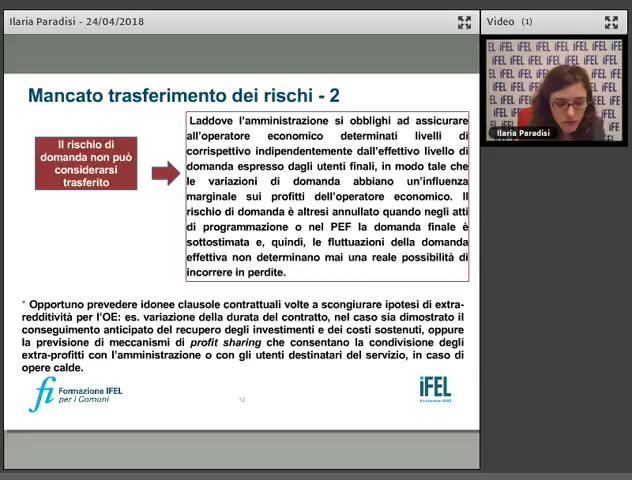 Ilaria Paradisi - 24/04/2018
Video (1)
Mancato trasferimento dei rischi - 2
Il rischio di
domanda non può
considerarsi
trasferito
Laddove l'amministrazione si obblighi ad assicurare
all'operatore economico determinati livelli di
corrispettivo indipendentemente dall'effettivo livello di
domanda espresso dagli utenti finali, in modo tale che
le variazioni di domanda abbiano un'influenza
marginale sui profitti dell'operatore economico. Il
rischio di domanda è altresì annullato quando negli atti
di programmazione o nel PEF la domanda finale è
sottostimata e, quindi, le fluttuazioni della domanda
effettiva non determinano mai una reale possibilità di
incorrere in perdite.
* Opportuno prevedere idonee clausole contrattuali volte a scongiurare ipotesi di extra-
redditività per l'OE: es. variazione della durata del contratto, nel caso sia dimostrato il
conseguimento anticipato del recupero degli investimenti e dei costi sostenuti, oppure
la previsione di meccanismi di profit sharing che consentano la condivisione degli
extra-profitti con l'amministrazione o con gli utenti destinatari del servizio, in caso di
opere calde.
fi Formazione IFEL
per i Comuni
12
iFEL
Fondazione ANCI
Ilaria Paradisi